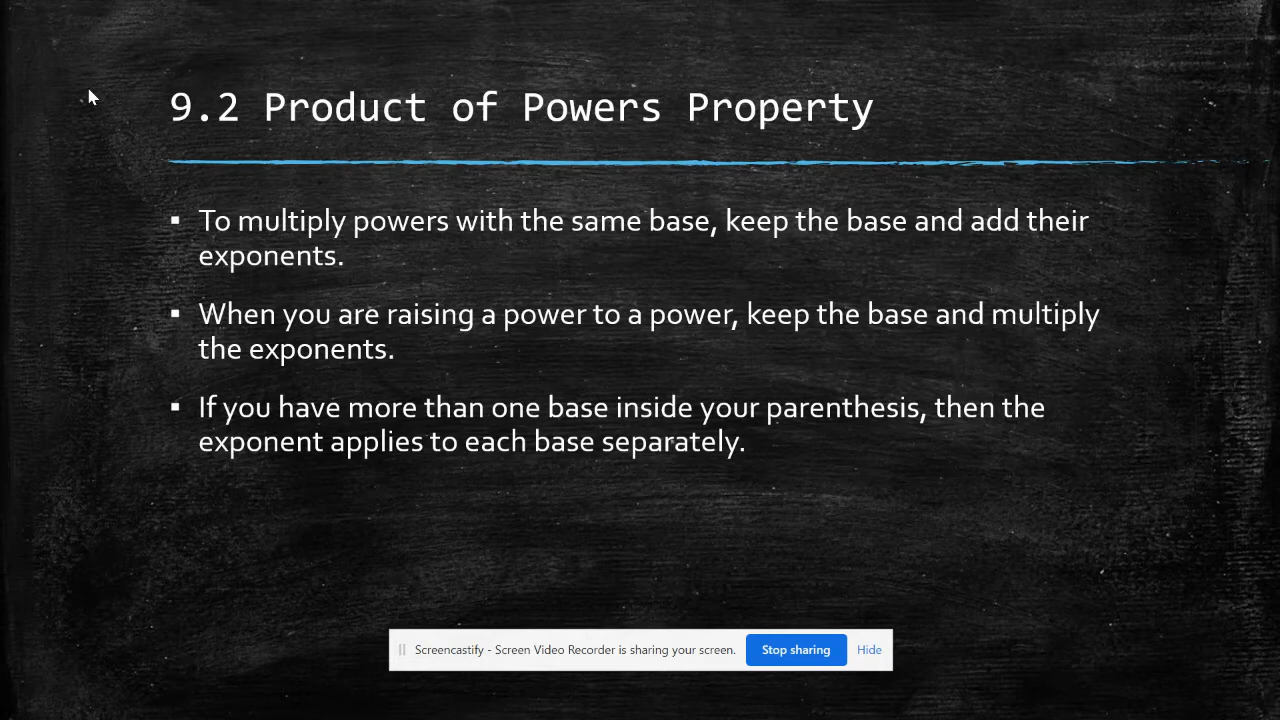 9.2 Product of Powers Property
▪ To multiply powers with the same base, keep the base and add their
exponents.
▪ When you are raising a power to a power, keep the base and multiply
the exponents.
▪ If you have more than one base inside your parenthesis, then the
exponent applies to each base separately.
Screencastify - Screen Video Recorder is sharing your screen. Stop sharing Hide